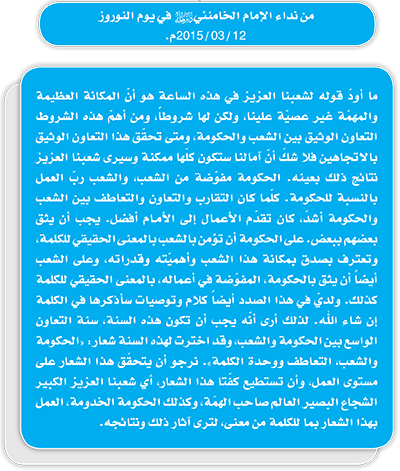 من نداء الإمام الخامنئي في يوم النوروز
2015/03/12م.
ما أودّ قوله لشعبنا العزيز في هذه الساعة هو أنّ المكانة العظيمة
والمهمّة غير عصيّة علينا، ولكن لها شروطاً، ومن أهمّ هذه الشروط
التعاون الوثيق بين الشعب والحكومة، ومتى تحقّق هذا التعاون الوثيق
بالاتجاهين فلا شكّ أنّ آمالنا ستكون كلّها ممكنة وسيرى شعبنا العزيز
نتائج ذلك بعينه. الحكومة مفوّضة من الشعب، والشعب ربّ العمل
بالنسبة للحكومة. كلّما كان التقارب والتعاون والتعاطف بين الشعب
والحكومة أشدّ، كان تقدّم الأعمال إلى الأمام أفضل. يجب أن يثق
بعضهم ببعض. على الحكومة أن تؤمن بالشعب بالمعنى الحقيقي للكلمة،
وتعترف بصدق بمكانة هذا الشعب وأهميّته وقدراته، وعلى الشعب
أيضاً أن يثق بالحكومة، المفوّضة في أعماله، بالمعنى الحقيقي للكلمة
كذلك. ولديّ في هذا الصدد أيضاً كلام وتوصيات سأذكرها في الكلمة
إن شاء الله. لذلك أرى أنّه يجب أن تكون هذه السنة، سنة التعاون
الواسع بين الحكومة والشعب، وقد اخترت لهذه السنة شعار: «الحكومة
والشعب، التعاطف ووحدة الكلمة». نرجو أن يتحقّق هذا الشعار على
مستوى العمل، وأن تستطيع كفّتا هذا الشعار، أي شعبنا العزيز الكبير
الشجاع البصير العالم صاحب الهمّة، وكذلك الحكومة الخدومة، العمل
بهذا الشعار بما للكلمة من معنى، لترى آثار ذلك ونتائجه.